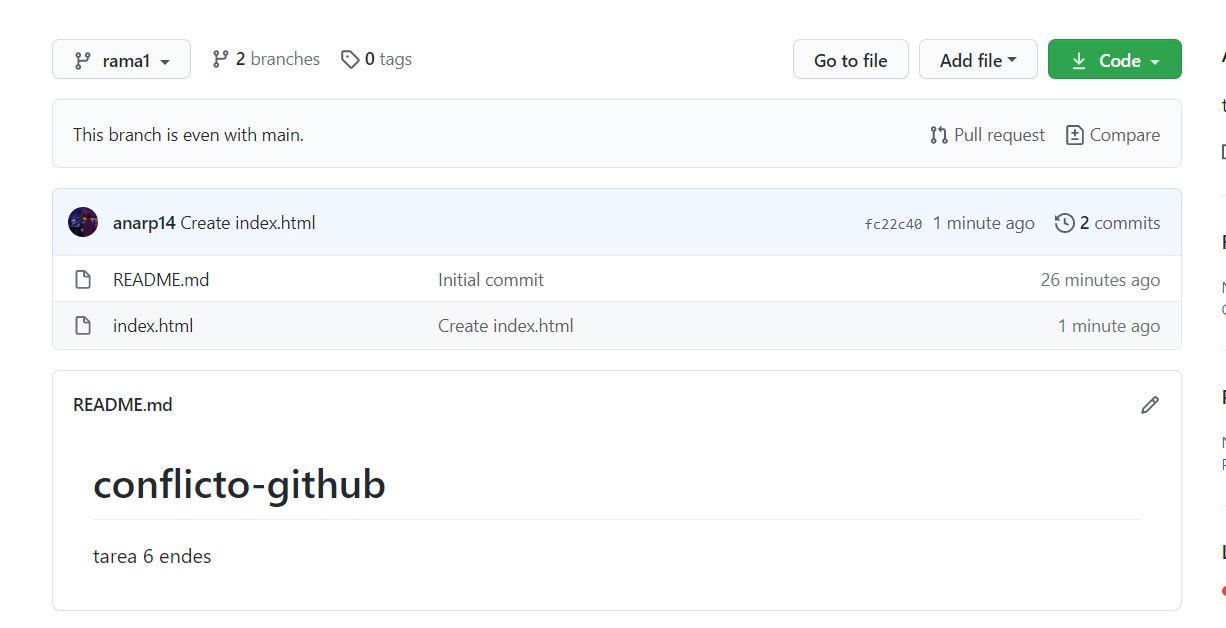 rama1 2 branches 0 tags Go to file Add file Code
This branch is even with main. Pull request Compare
anarp14 Create index.html fc22c40 1 minute ago 2 commits
README.md Initial commit 26 minutes ago
index.html Create index.html 1 minute ago
README.md
conflicto-github
tarea 6 endes